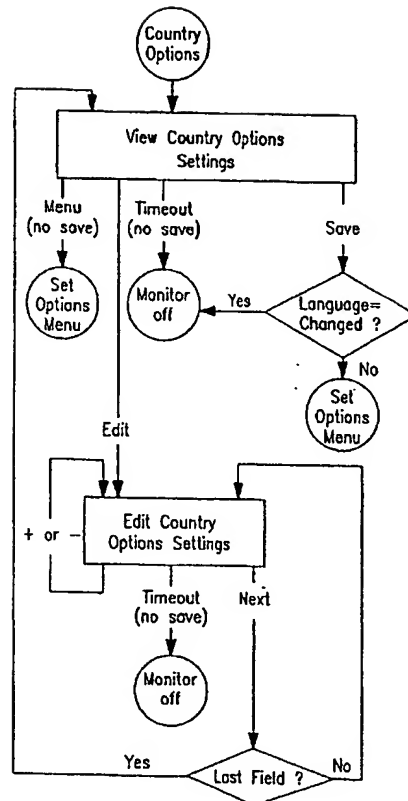 Country
Options
View Country Options
Settings
Menu
(no save)
Timeout
(no save)
Save
Set
Options
Menu
Monitor
off
Yes
Language=
Changed ?
No
Set
Options
Menu
Edit
+ or -
Edit Country
Options Settings
Timeout
(no save)
Next
Monitor
off
Yes
Last Field ?
No